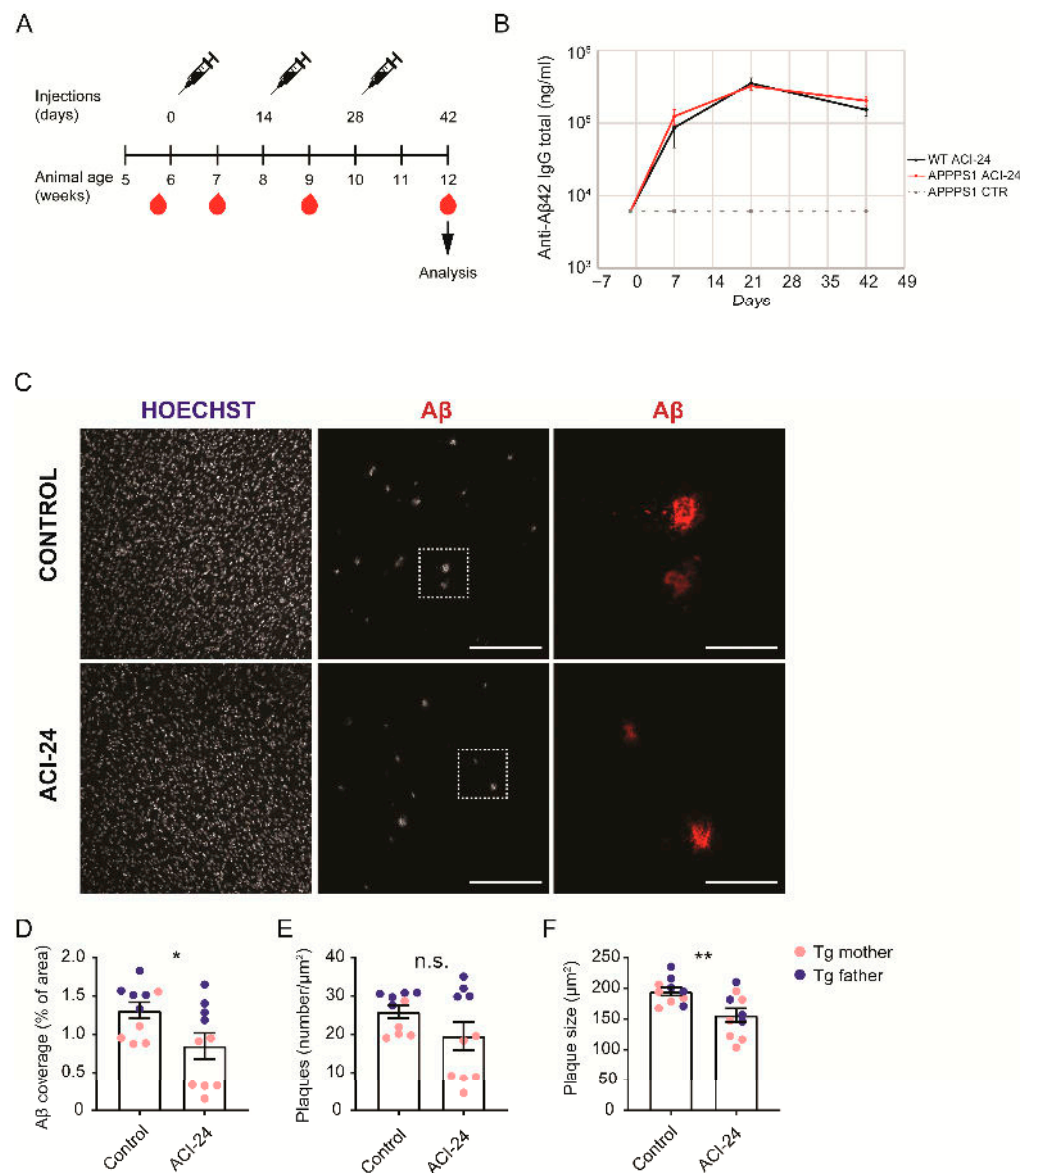 A
Injections
(days)
0 14 28 42
Animal age
(weeks)
5 6 7 8 9 10 11 12
Analysis
B
Anti-Aβ42 IgG total (ng/ml)
10⁶
10⁵
10⁴
10³
−7 0 7 14 21 28 35 42 49
Days
WT ACI-24
APPPS1 ACI-24
APPPS1 CTR
C
HOECHST Aβ Aβ
CONTROL
ACI-24
D
Aβ coverage (% of area)
2.0
1.5
1.0
0.5
0
*
Control ACI-24
E
Plaques (number/µm²)
40
30
20
10
0
n.s.
Control ACI-24
F
Plaque size (µm²)
250
200
150
100
50
0
**
Control ACI-24
Tg mother
Tg father